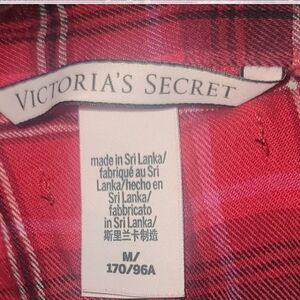 VICTORIA'S SECRET
made in Sri Lanka/
fabriqué au Sri
Lanka/hecho en
Sri Lanka/
fabbricato
in Sri Lanka/
斯里兰卡制造
M/
170/96A